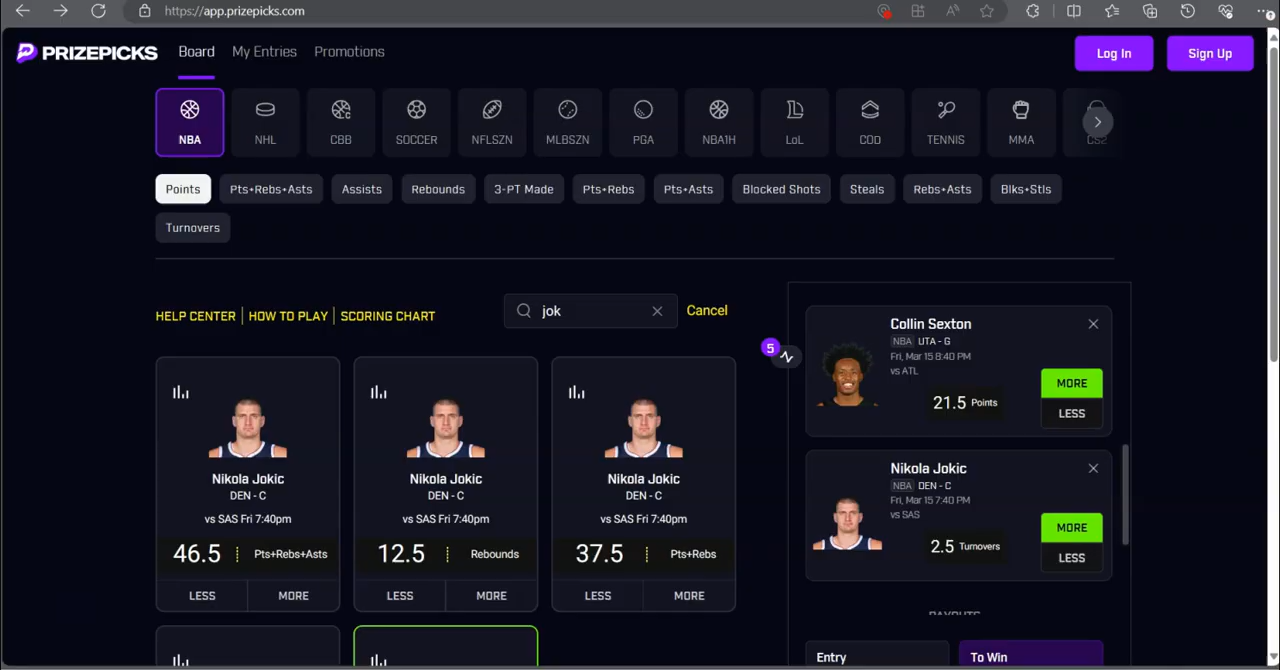 https://app.prizepicks.com
PRIZEPICKS
Board
My Entries
Promotions
Log In
Sign Up
NBA
NHL
CBB
SOCCER
NFLSZN
MLBSZN
PGA
NBA1H
LoL
COD
TENNIS
MMA
CS2
Points
Pts+Rebs+Asts
Assists
Rebounds
3-PT Made
Pts+Rebs
Pts+Asts
Blocked Shots
Steals
Rebs+Asts
Blks+Stls
Turnovers
HELP CENTER
HOW TO PLAY
SCORING CHART
jok
Cancel
Nikola Jokic
DEN - C
vs SAS Fri 7:40pm
46.5 Pts+Rebs+Asts
LESS
MORE
Nikola Jokic
DEN - C
vs SAS Fri 7:40pm
12.5 Rebounds
LESS
MORE
Nikola Jokic
DEN - C
vs SAS Fri 7:40pm
37.5 Pts+Rebs
LESS
MORE
5
Collin Sexton
NBA UTA - G
Fri, Mar 15 8:40 PM
vs ATL
21.5 Points
MORE
LESS
Nikola Jokic
NBA DEN - C
Fri, Mar 15 7:40 PM
vs SAS
2.5 Turnovers
MORE
LESS
PAYOUTS
Entry
To Win